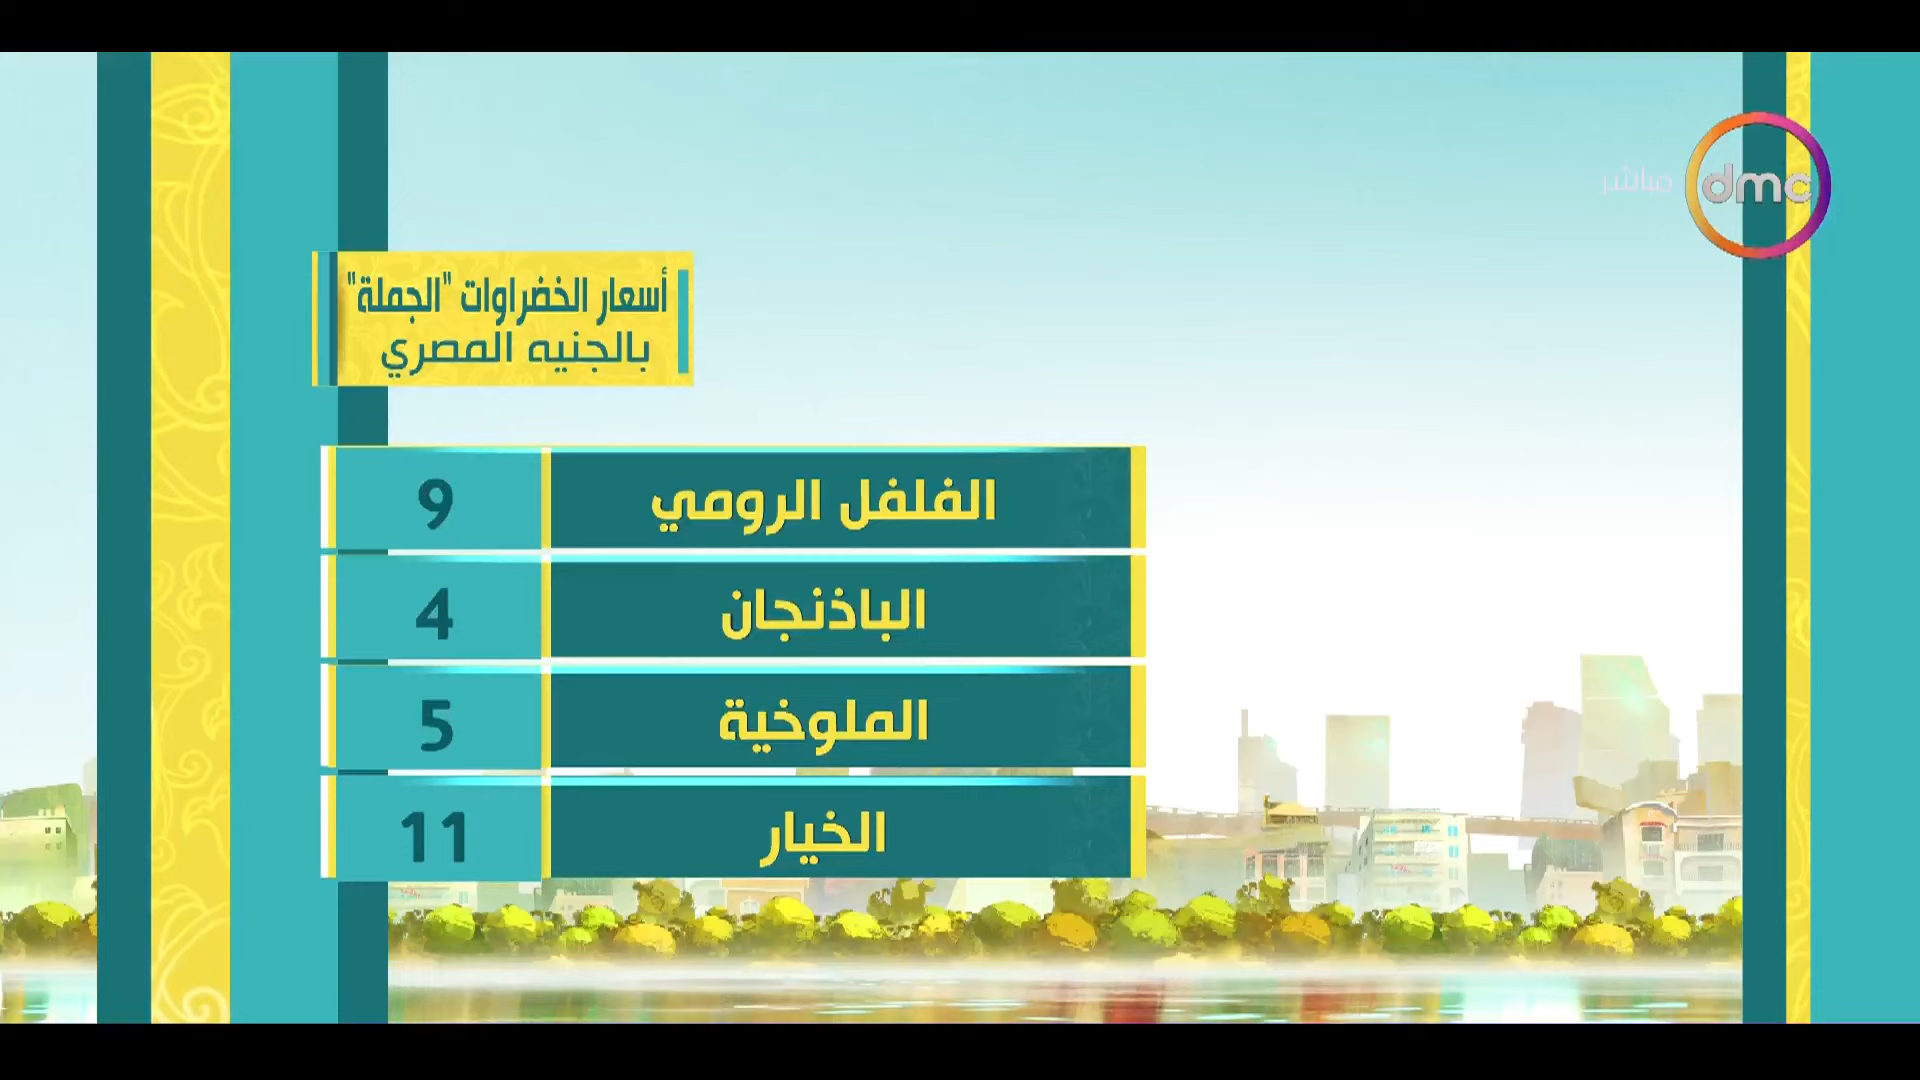 dmc مباشر
أسعار الخضراوات "الجملة"
بالجنيه المصري
الفلفل الرومي 9
الباذنجان 4
الملوخية 5
الخيار 11